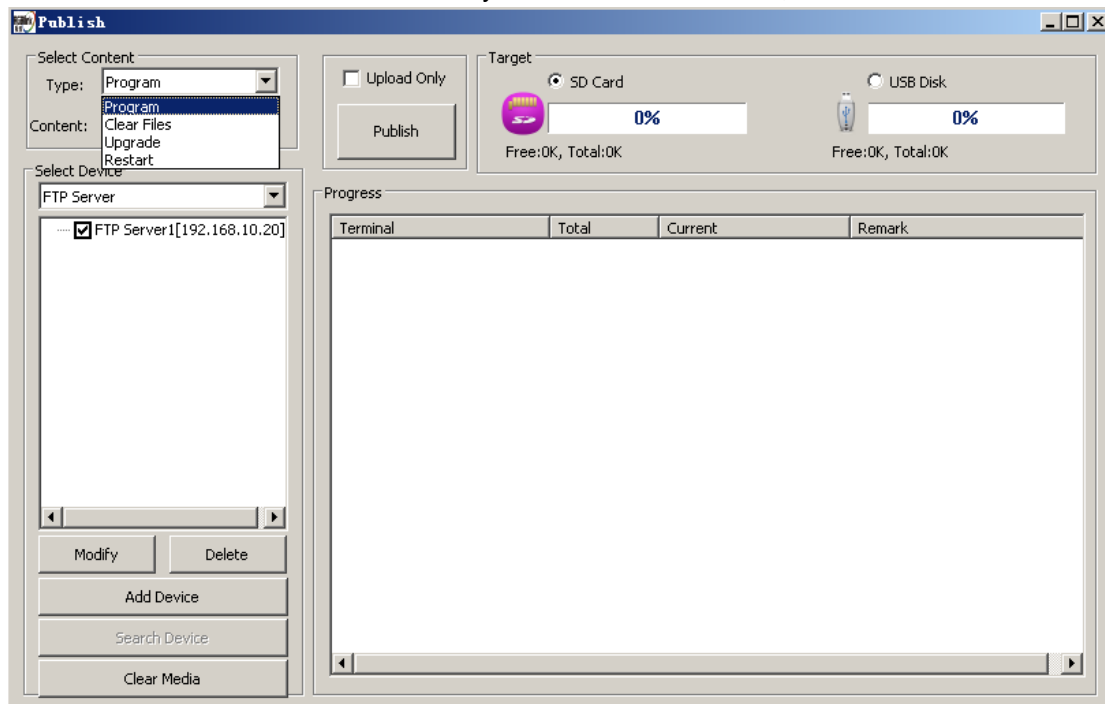 Publish
Select Content
Type: Program
Program
Clear Files
Upgrade
Restart
Content:
Upload Only
Publish
Target
SD Card
0%
Free:0K, Total:0K
USB Disk
0%
Free:0K, Total:0K
Select Device
FTP Server
FTP Server1[192.168.10.20]
Modify
Delete
Add Device
Search Device
Clear Media
Progress
Terminal Total Current Remark